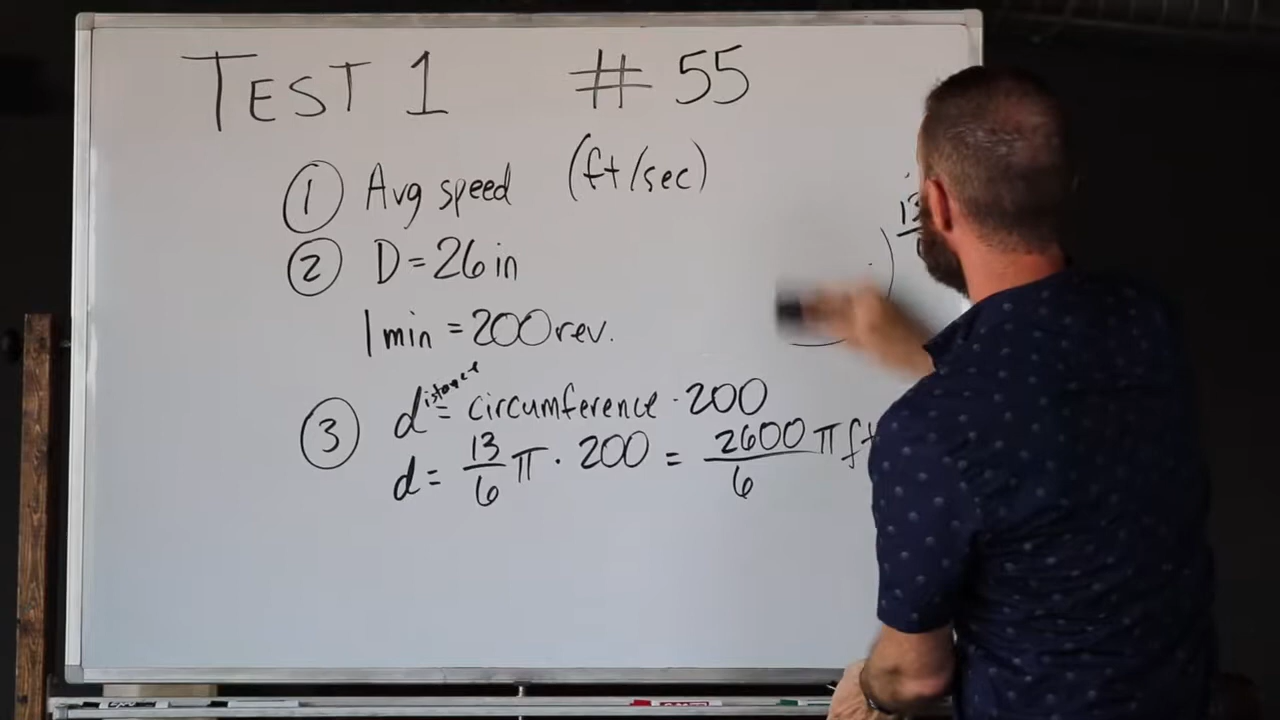 TEST 1 # 55
① Avg speed (ft/sec)
② D = 26 in
1 min = 200 rev.
③ distance = circumference · 200
d = 13/6 π · 200 = 2600/6 π ft
13